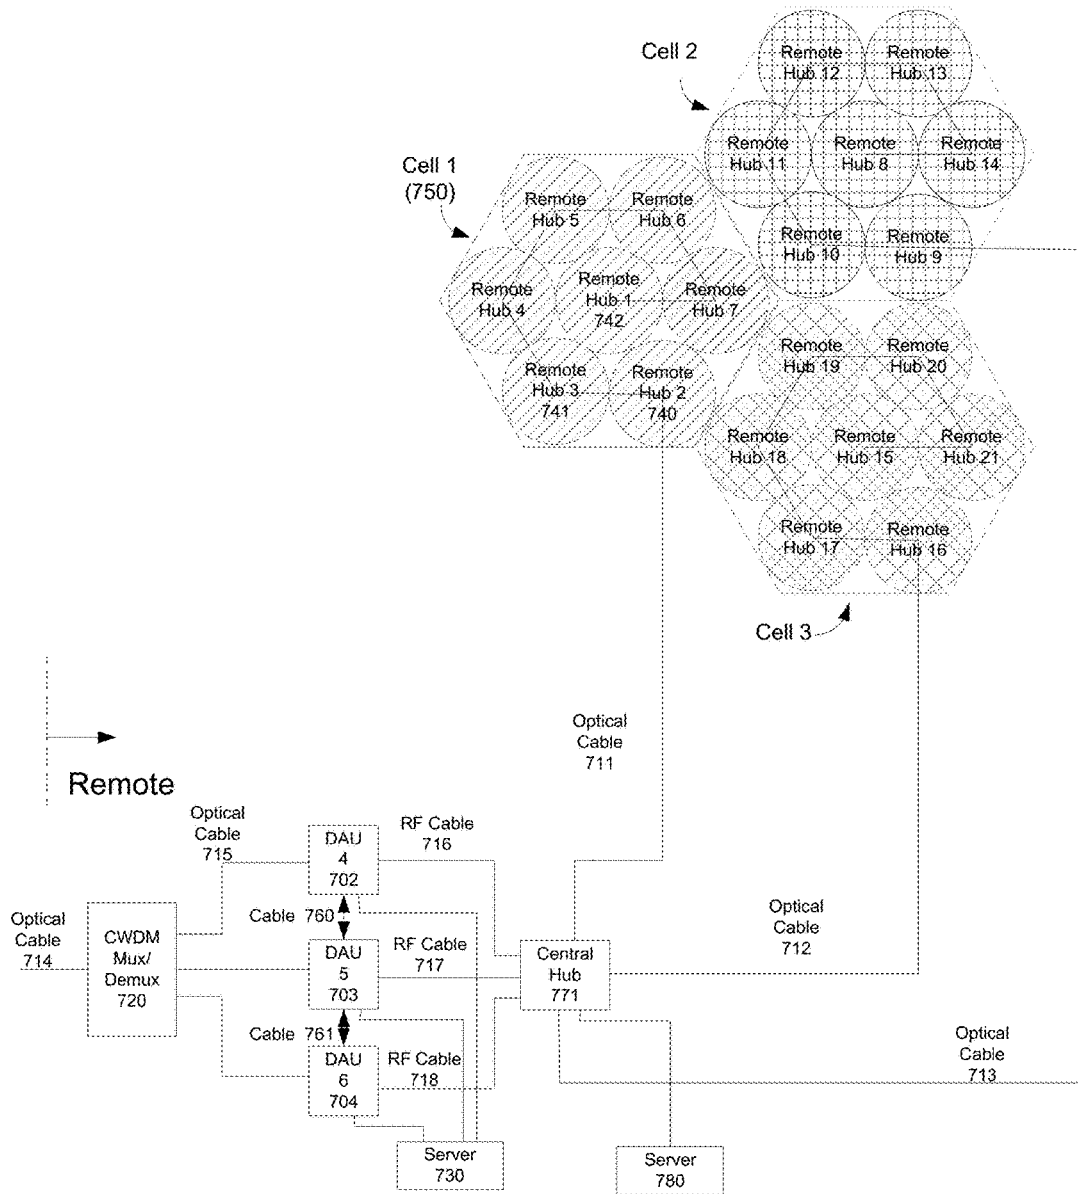 Cell 2
Remote
Hub 12
Remote
Hub 13
Remote
Hub 11
Remote
Hub 8
Remote
Hub 14
Remote
Hub 10
Remote
Hub 9
Cell 1
(750)
Remote
Hub 5
Remote
Hub 6
Remote
Hub 4
Remote
Hub 1
742
Remote
Hub 7
Remote
Hub 3
741
Remote
Hub 2
740
Remote
Hub 19
Remote
Hub 20
Remote
Hub 18
Remote
Hub 15
Remote
Hub 21
Remote
Hub 17
Remote
Hub 16
Cell 3
Remote
Optical
Cable
711
Optical
Cable
715
DAU
4
702
RF Cable
716
Optical
Cable
714
CWDM
Mux/
Demux
720
Cable 760
DAU
5
703
RF Cable
717
Central
Hub
771
Optical
Cable
712
Cable 761
DAU
6
704
RF Cable
718
Optical
Cable
713
Server
730
Server
780